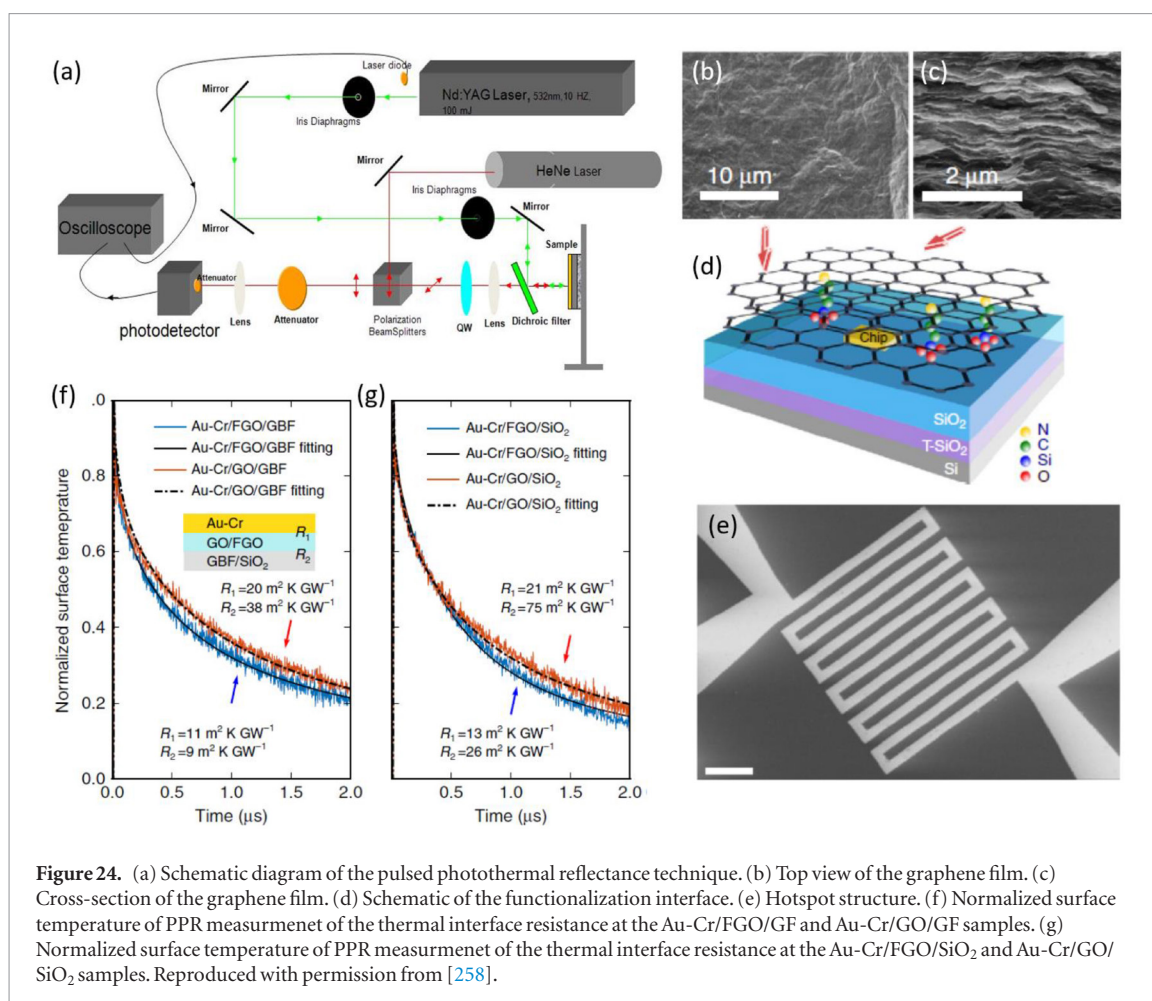 (a)
Laser diode
Mirror
Nd:YAG Laser, 532nm, 10 HZ,
100 mJ
Iris Diaphragms
Mirror
HeNe Laser
Iris Diaphragms
Oscilloscope
Mirror
Mirror
Sample
Attenuator
photodetector
Lens
Attenuator
Polarization
BeamSplitters
QW
Lens
Dichroic filter
(b)
10 µm
(c)
2 µm
(d)
Chip
SiO2
T-SiO2
Si
N
C
Si
O
(e)
(f)
.0
0.8
0.6
0.4
0.2
0.0
Normalized surface temeprature
Au-Cr/FGO/GBF
Au-Cr/FGO/GBF fitting
Au-Cr/GO/GBF
Au-Cr/GO/GBF fitting
Au-Cr
GO/FGO
GBF/SiO2
R1
R2
R1 =20 m² K GW⁻¹
R2 =38 m² K GW⁻¹
R1 =11 m² K GW⁻¹
R2 =9 m² K GW⁻¹
0.0 0.5 1.0 1.5 2.0
Time (µs)
(g)
.0
Au-Cr/FGO/SiO2
Au-Cr/FGO/SiO2 fitting
Au-Cr/GO/SiO2
Au-Cr/GO/SiO2 fitting
R1 =21 m² K GW⁻¹
R2 =75 m² K GW⁻¹
R1 =13 m² K GW⁻¹
R2 =26 m² K GW⁻¹
0.5 1.0 1.5 2.0
Time (µs)
Figure 24. (a) Schematic diagram of the pulsed photothermal reflectance technique. (b) Top view of the graphene film. (c)
Cross-section of the graphene film. (d) Schematic of the functionalization interface. (e) Hotspot structure. (f) Normalized surface
temperature of PPR measurmenet of the thermal interface resistance at the Au-Cr/FGO/GF and Au-Cr/GO/GF samples. (g)
Normalized surface temperature of PPR measurmenet of the thermal interface resistance at the Au-Cr/FGO/SiO2 and Au-Cr/GO/
SiO2 samples. Reproduced with permission from [258].